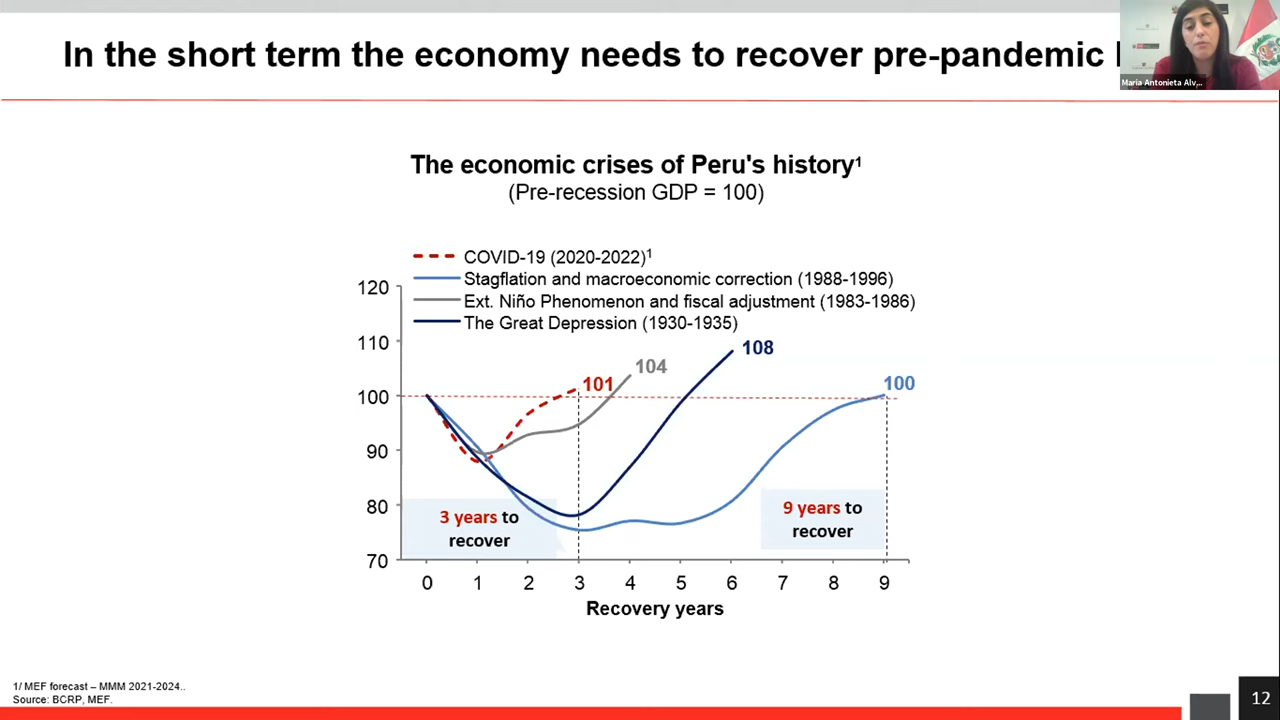 In the short term the economy needs to recover pre-pandemic
Maria Antonieta Alv...
The economic crises of Peru's history¹
(Pre-recession GDP = 100)
COVID-19 (2020-2022)¹
Stagflation and macroeconomic correction (1988-1996)
Ext. Niño Phenomenon and fiscal adjustment (1983-1986)
The Great Depression (1930-1935)
120
110
100
90
80
70
101
104
108
100
3 years to
recover
9 years to
recover
0 1 2 3 4 5 6 7 8 9
Recovery years
1/ MEF forecast – MMM 2021-2024..
Source: BCRP, MEF.
12